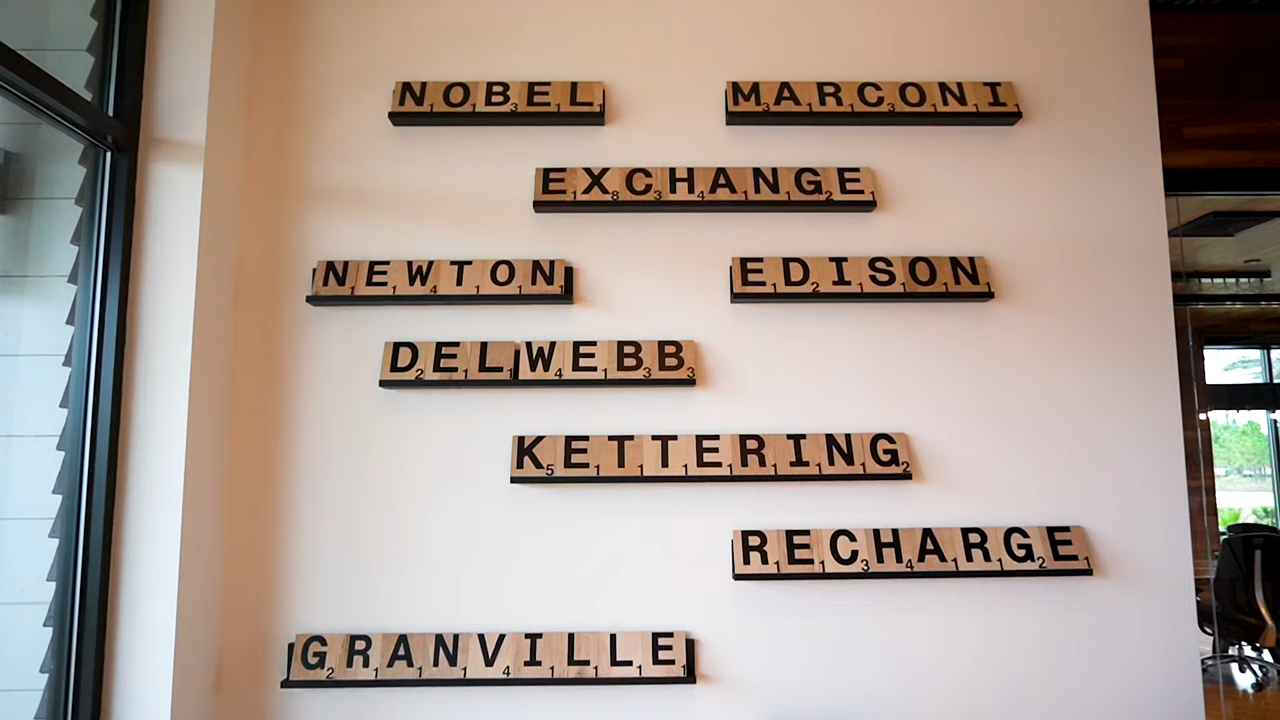 NOBEL MARCONI
EXCHANGE
NEWTON EDISON
DEL WEBB
KETTERING
RECHARGE
GRANVILLE